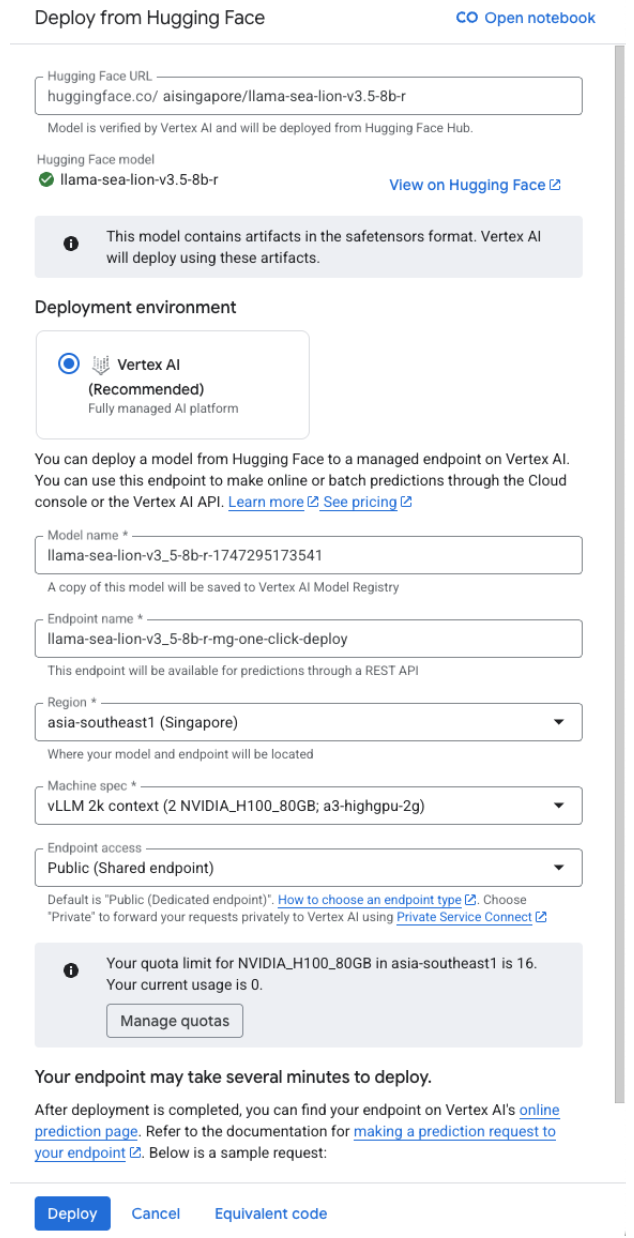 Deploy from Hugging Face
Open notebook
Hugging Face URL
huggingface.co/ aisingapore/llama-sea-lion-v3.5-8b-r
Model is verified by Vertex AI and will be deployed from Hugging Face Hub.
Hugging Face model
llama-sea-lion-v3.5-8b-r
View on Hugging Face
This model contains artifacts in the safetensors format. Vertex AI
will deploy using these artifacts.
Deployment environment
Vertex AI
(Recommended)
Fully managed AI platform
You can deploy a model from Hugging Face to a managed endpoint on Vertex AI.
You can use this endpoint to make online or batch predictions through the Cloud
console or the Vertex AI API. Learn more See pricing
Model name *
llama-sea-lion-v3_5-8b-r-1747295173541
A copy of this model will be saved to Vertex AI Model Registry
Endpoint name *
llama-sea-lion-v3_5-8b-r-mg-one-click-deploy
This endpoint will be available for predictions through a REST API
Region *
asia-southeast1 (Singapore)
Where your model and endpoint will be located
Machine spec *
vLLM 2k context (2 NVIDIA_H100_80GB; a3-highgpu-2g)
Endpoint access
Public (Shared endpoint)
Default is "Public (Dedicated endpoint)". How to choose an endpoint type. Choose
"Private" to forward your requests privately to Vertex AI using Private Service Connect
Your quota limit for NVIDIA_H100_80GB in asia-southeast1 is 16.
Your current usage is 0.
Manage quotas
Your endpoint may take several minutes to deploy.
After deployment is completed, you can find your endpoint on Vertex AI's online
prediction page. Refer to the documentation for making a prediction request to
your endpoint. Below is a sample request:
Deploy
Cancel
Equivalent code